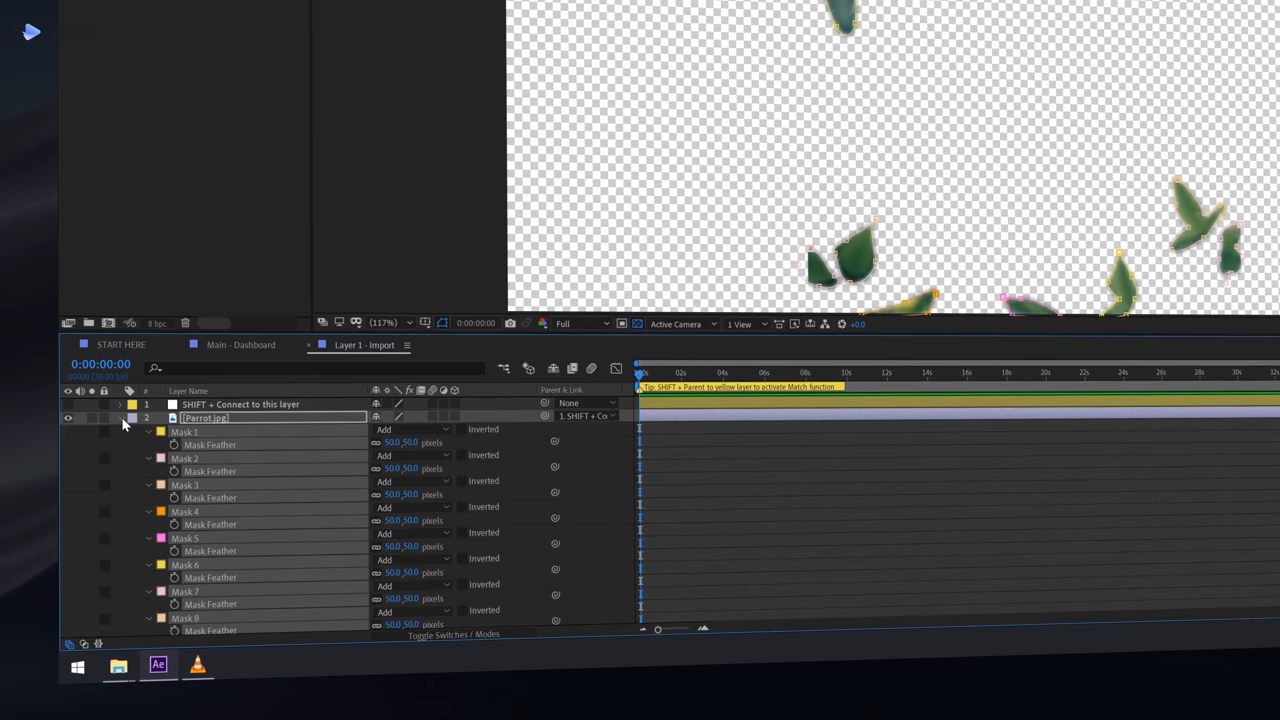 8 bpc
(117%)
0:00:00:00
Full
Active Camera
1 View
+0.0
START HERE
Main - Dashboard
× Layer 1 - Import
0:00:00:00
00000 (30.00 fps)
02s 04s 06s 08s 10s 12s 14s 16s 18s 20s 22s 24s 26s 28s 30s
# Layer Name
Parent & Link
Tip: SHIFT + Parent to yellow layer to activate Match function
1 SHIFT + Connect to this layer
None
2 [Parrot.jpg]
1. SHIFT + Co
Mask 1
Add
Inverted
Mask Feather
50.0,50.0 pixels
Mask 2
Add
Inverted
Mask Feather
50.0,50.0 pixels
Mask 3
Add
Inverted
Mask Feather
50.0,50.0 pixels
Mask 4
Add
Inverted
Mask Feather
50.0,50.0 pixels
Mask 5
Add
Inverted
Mask Feather
50.0,50.0 pixels
Mask 6
Add
Inverted
Mask Feather
50.0,50.0 pixels
Mask 7
Add
Inverted
Mask Feather
50.0,50.0 pixels
Mask 8
Add
Inverted
Mask Feather
50.0,50.0 pixels
Toggle Switches / Modes
Ae